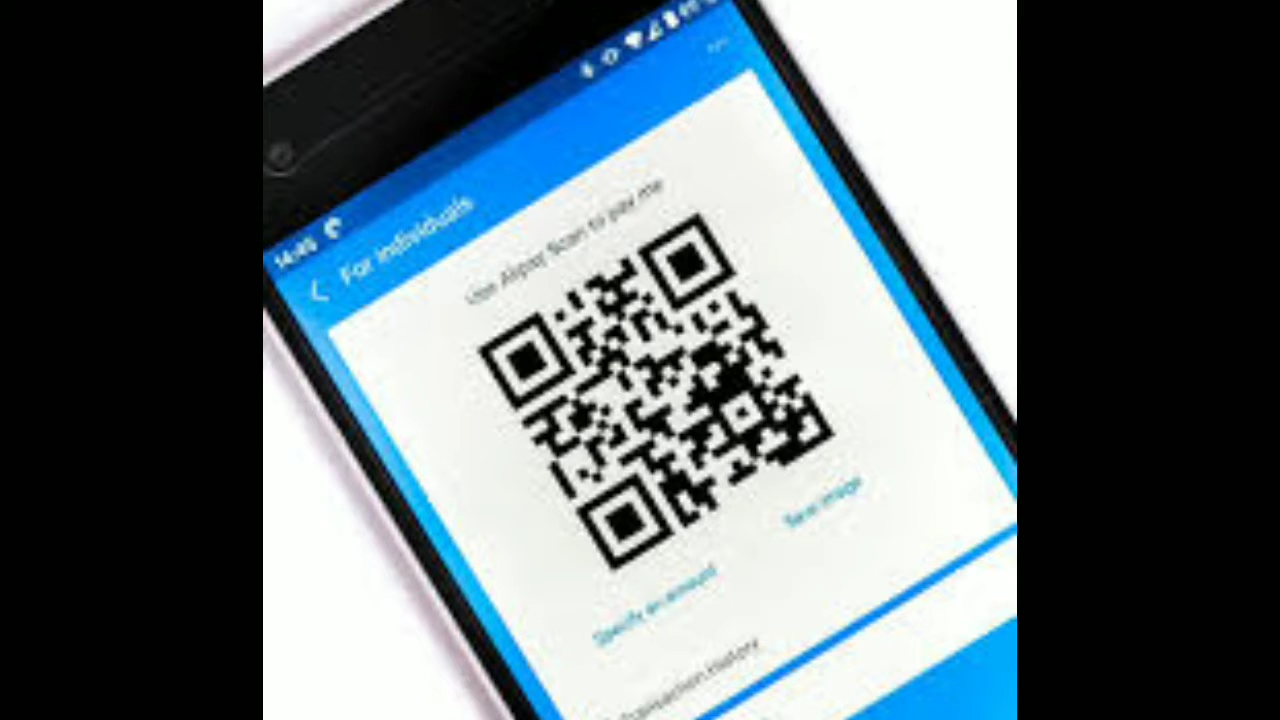 14:45
For individuals
Use Alipay Scan to pay me
Specify an amount
Save image
Transaction history